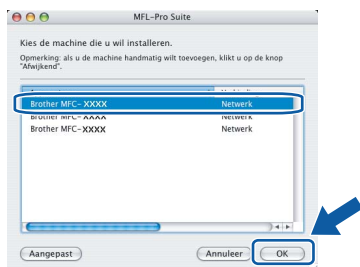 MFL-Pro Suite
Kies de machine die u wil installeren.
Opmerking: als u de machine handmatig wilt toevoegen, klikt u op de knop
"Afwijkend".
Brother MFC- XXXX Netwerk
Brother MFC- XXXX Netwerk
Brother MFC- XXXX Netwerk
Aangepast Annuleer OK